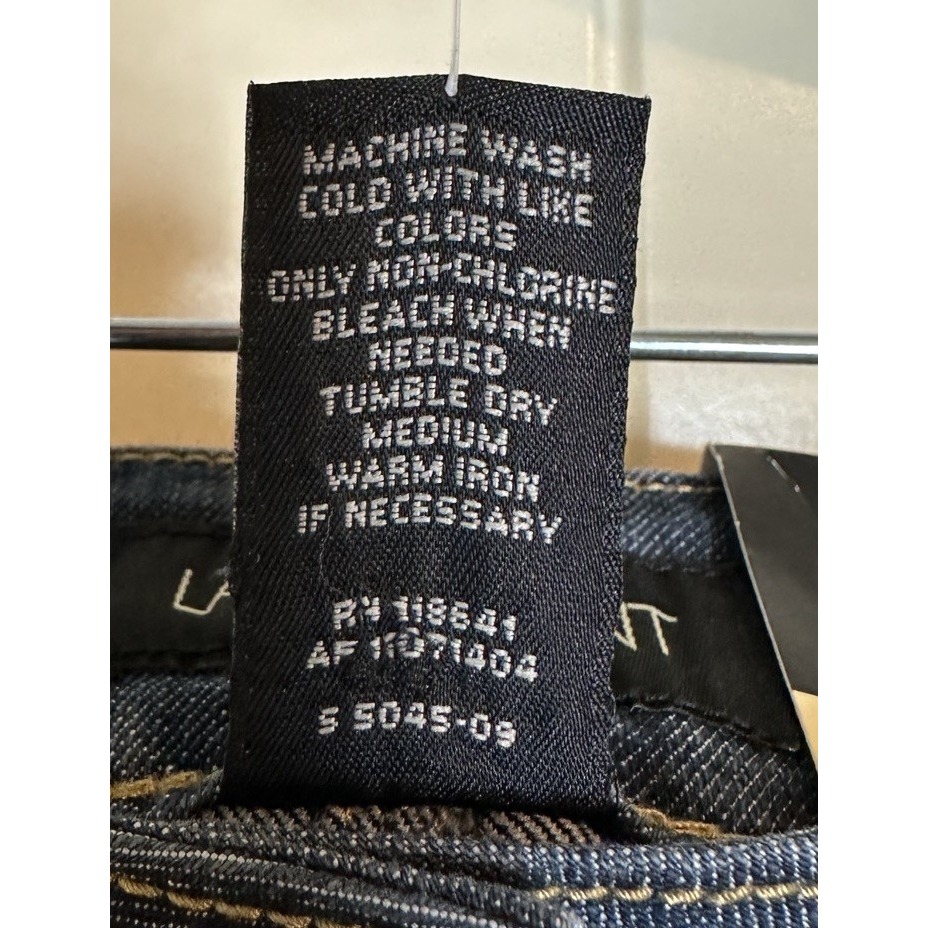 MACHINE WASH
COLD WITH LIKE
COLORS
ONLY NON-CHLORINE
BLEACH WHEN
NEEDED
TUMBLE DRY
MEDIUM
WARM IRON
IF NECESSARY
RN 118641
AF 11071404
S 5045-09